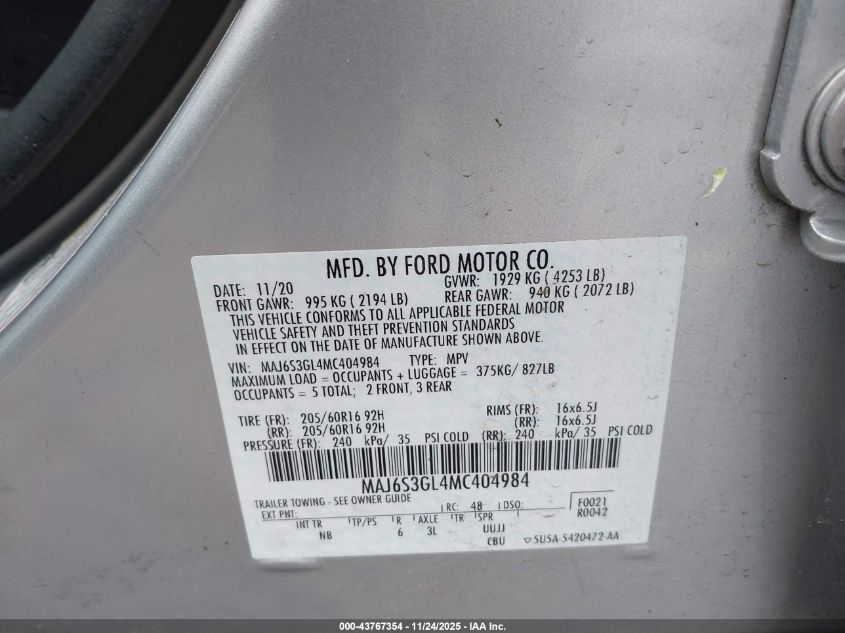 MFD. BY FORD MOTOR CO.
DATE: 11/20 GVWR: 1929 KG ( 4253 LB)
FRONT GAWR: 995 KG ( 2194 LB) REAR GAWR: 940 KG ( 2072 LB)
THIS VEHICLE CONFORMS TO ALL APPLICABLE FEDERAL MOTOR
VEHICLE SAFETY AND THEFT PREVENTION STANDARDS
IN EFFECT ON THE DATE OF MANUFACTURE SHOWN ABOVE.
VIN: MAJ6S3GL4MC404984 TYPE: MPV
MAXIMUM LOAD = OCCUPANTS + LUGGAGE = 375KG/ 827LB
OCCUPANTS = 5 TOTAL; 2 FRONT, 3 REAR
TIRE (FR): 205/60R16 92H RIMS (FR): 16x6.5J
(RR): 205/60R16 92H (RR): 16x6.5J
PRESSURE (FR): 240 kPa/ 35 PSI COLD (RR): 240 kPa/ 35 PSI COLD
MAJ6S3GL4MC404984
TRAILER TOWING - SEE OWNER GUIDE
EXT PNT: RC: 48 DSO: F0021
R0042
INT TR TP/PS R AXLE TR SPR
NB 6 3L UUJJ
CBU 5U5A-5420472-AA
000-43767354 - 11/24/2025 - IAA Inc.